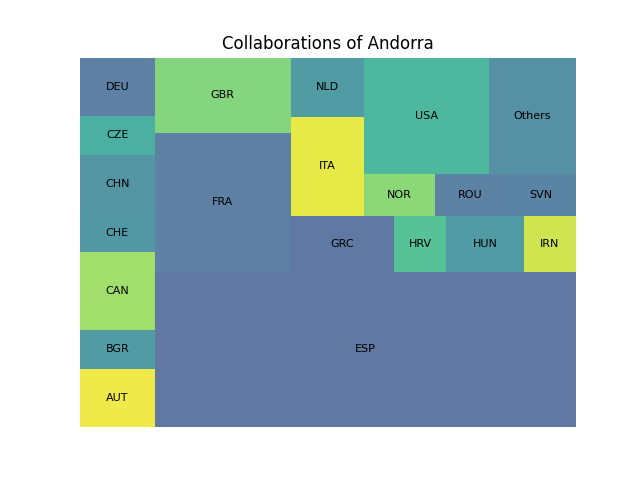 Collaborations of Andorra
DEU
GBR
NLD
USA
Others
CZE
ITA
CHN
NOR
ROU
SVN
FRA
CHE
GRC
HRV
HUN
IRN
CAN
BGR
ESP
AUT